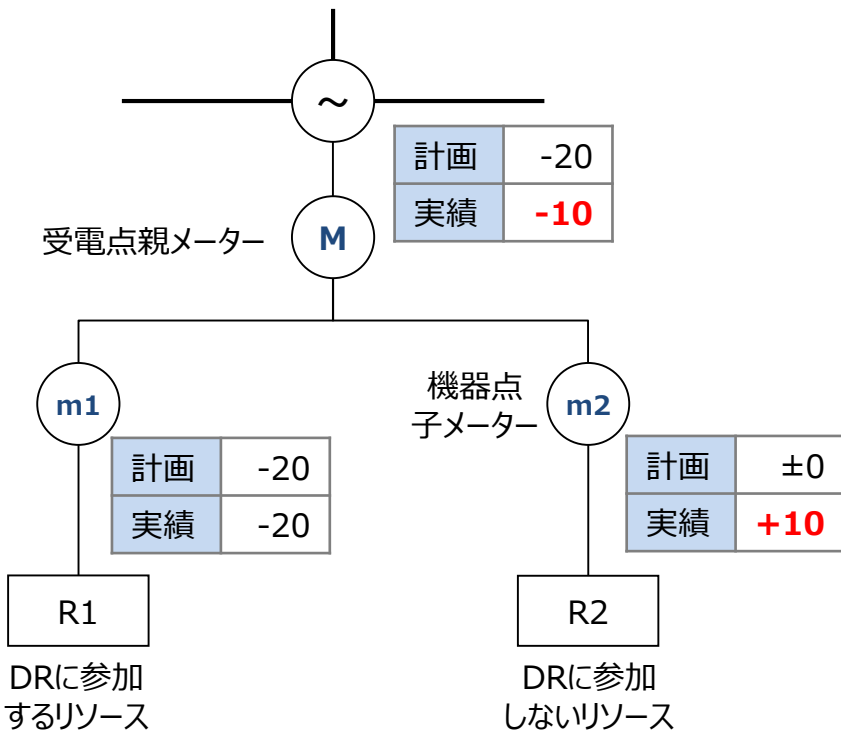 ～
計画 -20
実績 -10
受電点親メーター
M
機器点
子メーター
m1
m2
計画 -20
実績 -20
計画 ±0
実績 +10
R1
R2
DRに参加
するリソース
DRに参加
しないリソース